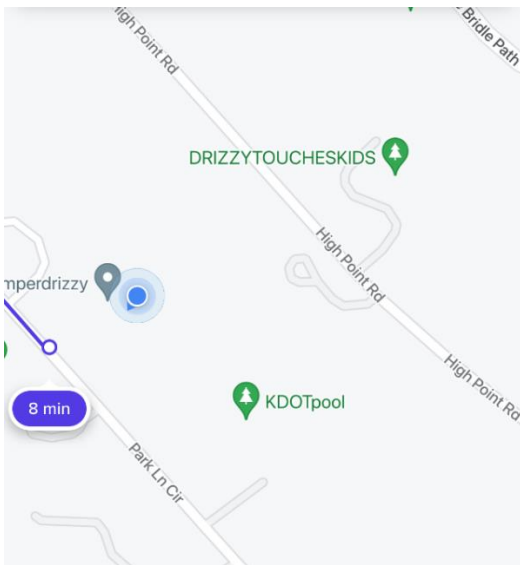 High Point Rd
Bridle Path
DRIZZYTOUCHESKIDS
High Point Rd
mperdrizzy
8 min
KDOTpool
High Point Rd
Park Ln Cir